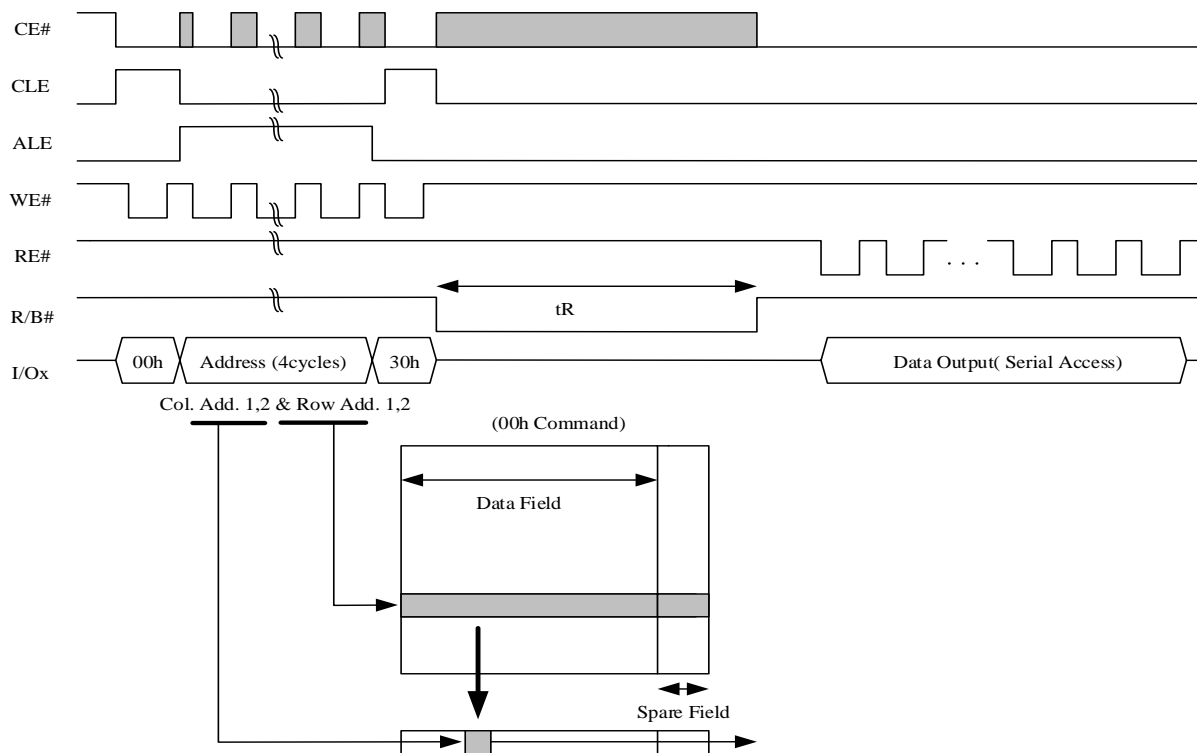 CE#
CLE
ALE
WE#
RE#
. . .
R/B#
tR
I/Ox
00h
Address (4cycles)
30h
Data Output( Serial Access)
Col. Add. 1,2 & Row Add. 1,2
(00h Command)
Data Field
Spare Field